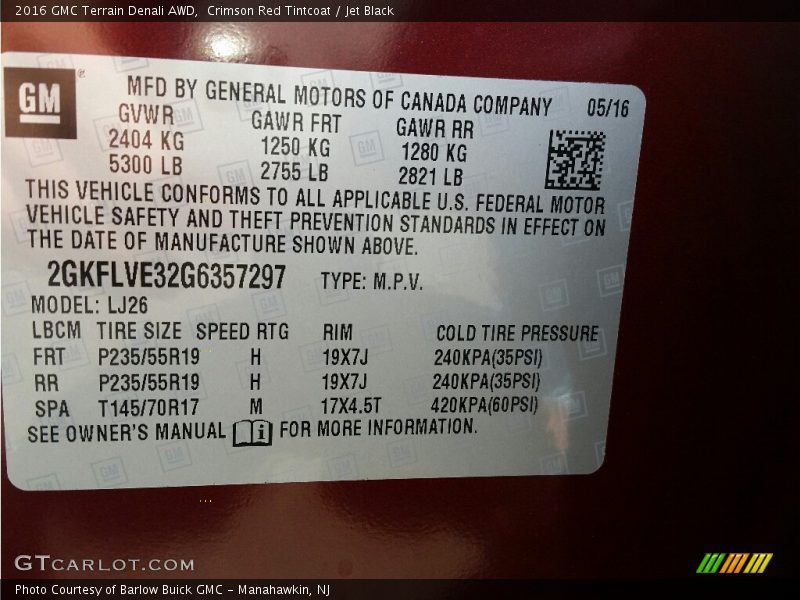 2016 GMC Terrain Denali AWD,  Crimson Red Tintcoat / Jet Black
GM ®
MFD BY GENERAL MOTORS OF CANADA COMPANY 05/16
GVWR GAWR FRT GAWR RR
2404 KG 1250 KG 1280 KG
5300 LB 2755 LB 2821 LB
THIS VEHICLE CONFORMS TO ALL APPLICABLE U.S. FEDERAL MOTOR
VEHICLE SAFETY AND THEFT PREVENTION STANDARDS IN EFFECT ON
THE DATE OF MANUFACTURE SHOWN ABOVE.
2GKFLVE32G6357297 TYPE: M.P.V.
MODEL: LJ26
LBCM TIRE SIZE SPEED RTG RIM COLD TIRE PRESSURE
FRT P235/55R19 H 19X7J 240KPA(35PSI)
RR P235/55R19 H 19X7J 240KPA(35PSI)
SPA T145/70R17 M 17X4.5T 420KPA(60PSI)
SEE OWNER'S MANUAL i FOR MORE INFORMATION.
GTCARLOT.COM
Photo Courtesy of Barlow Buick GMC - Manahawkin, NJ